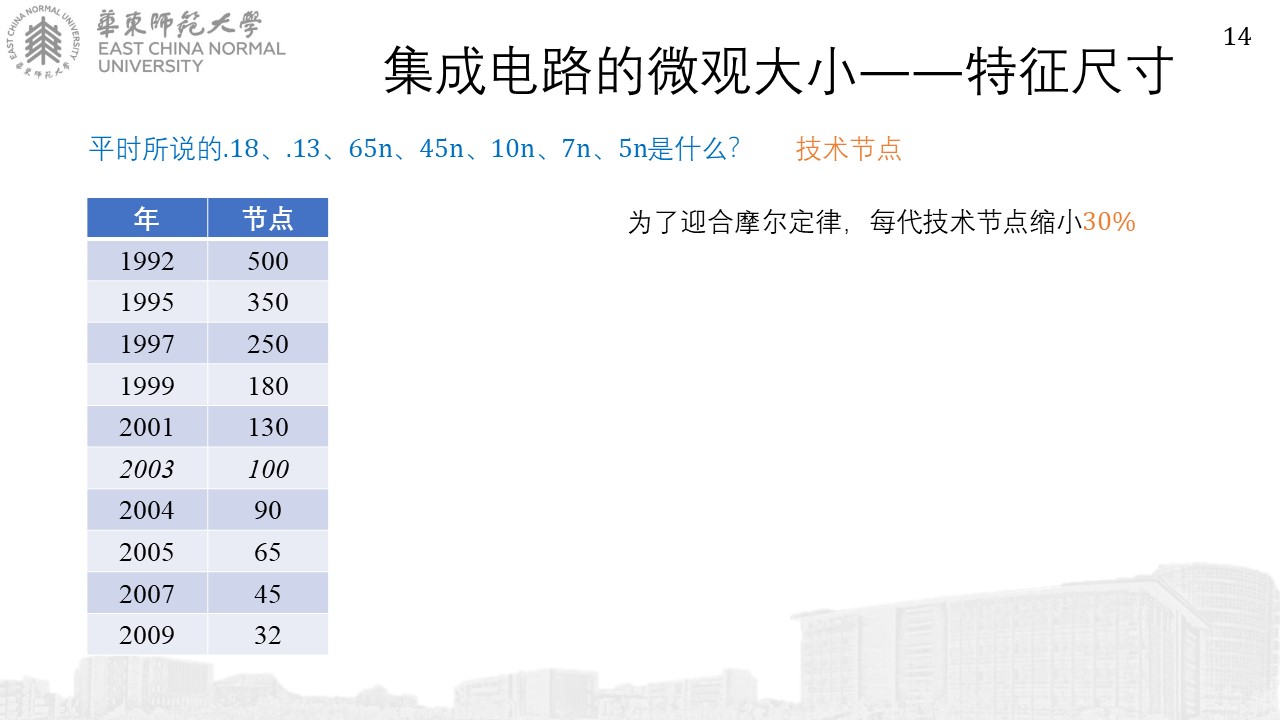 華東師範大學
EAST CHINA NORMAL
UNIVERSITY
EAST CHINA NORMAL UNIVERSITY
華東師範大學
14
集成电路的微观大小——特征尺寸
平时所说的.18、.13、65n、45n、10n、7n、5n是什么? 技术节点
为了迎合摩尔定律，每代技术节点缩小30%
年 节点
1992 500
1995 350
1997 250
1999 180
2001 130
2003 100
2004 90
2005 65
2007 45
2009 32